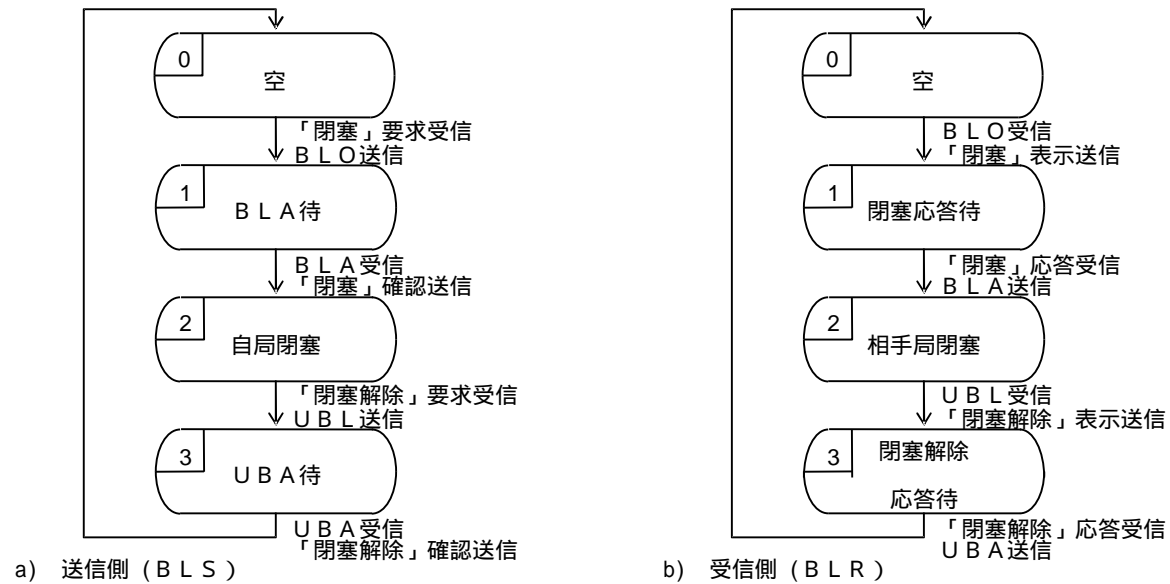 0
空
「閉塞」要求受信
ＢＬＯ送信
1
ＢＬＡ待
ＢＬＡ受信
「閉塞」確認送信
2
自局閉塞
「閉塞解除」要求受信
ＵＢＬ送信
3
ＵＢＡ待
ＵＢＡ受信
「閉塞解除」確認送信
a) 送信側（ＢＬＳ）
0
空
ＢＬＯ受信
「閉塞」表示送信
1
閉塞応答待
「閉塞」応答受信
ＢＬＡ送信
2
相手局閉塞
ＵＢＬ受信
「閉塞解除」表示送信
3
閉塞解除
応答待
「閉塞解除」応答受信
ＵＢＡ送信
b) 受信側（ＢＬＲ）